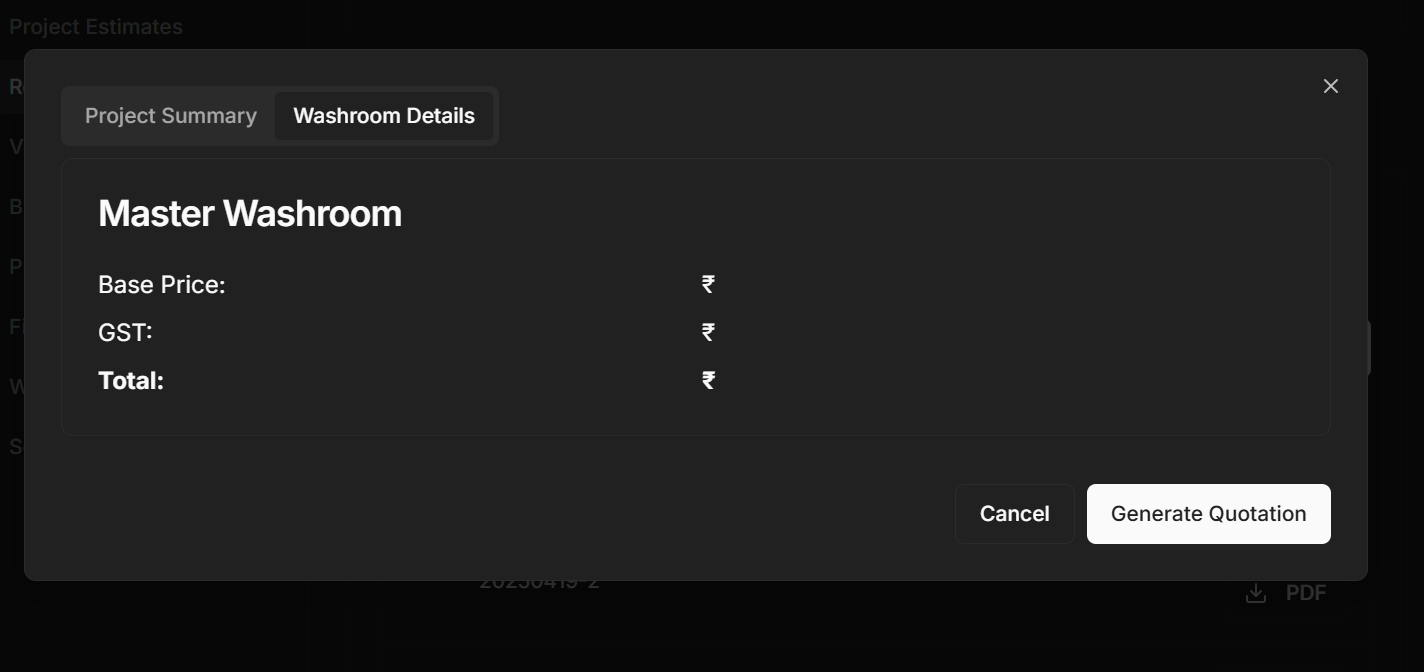 Project Estimates
Project Summary
Washroom Details
Master Washroom
Base Price: ₹
GST: ₹
Total: ₹
Cancel
Generate Quotation
20250419-2
PDF